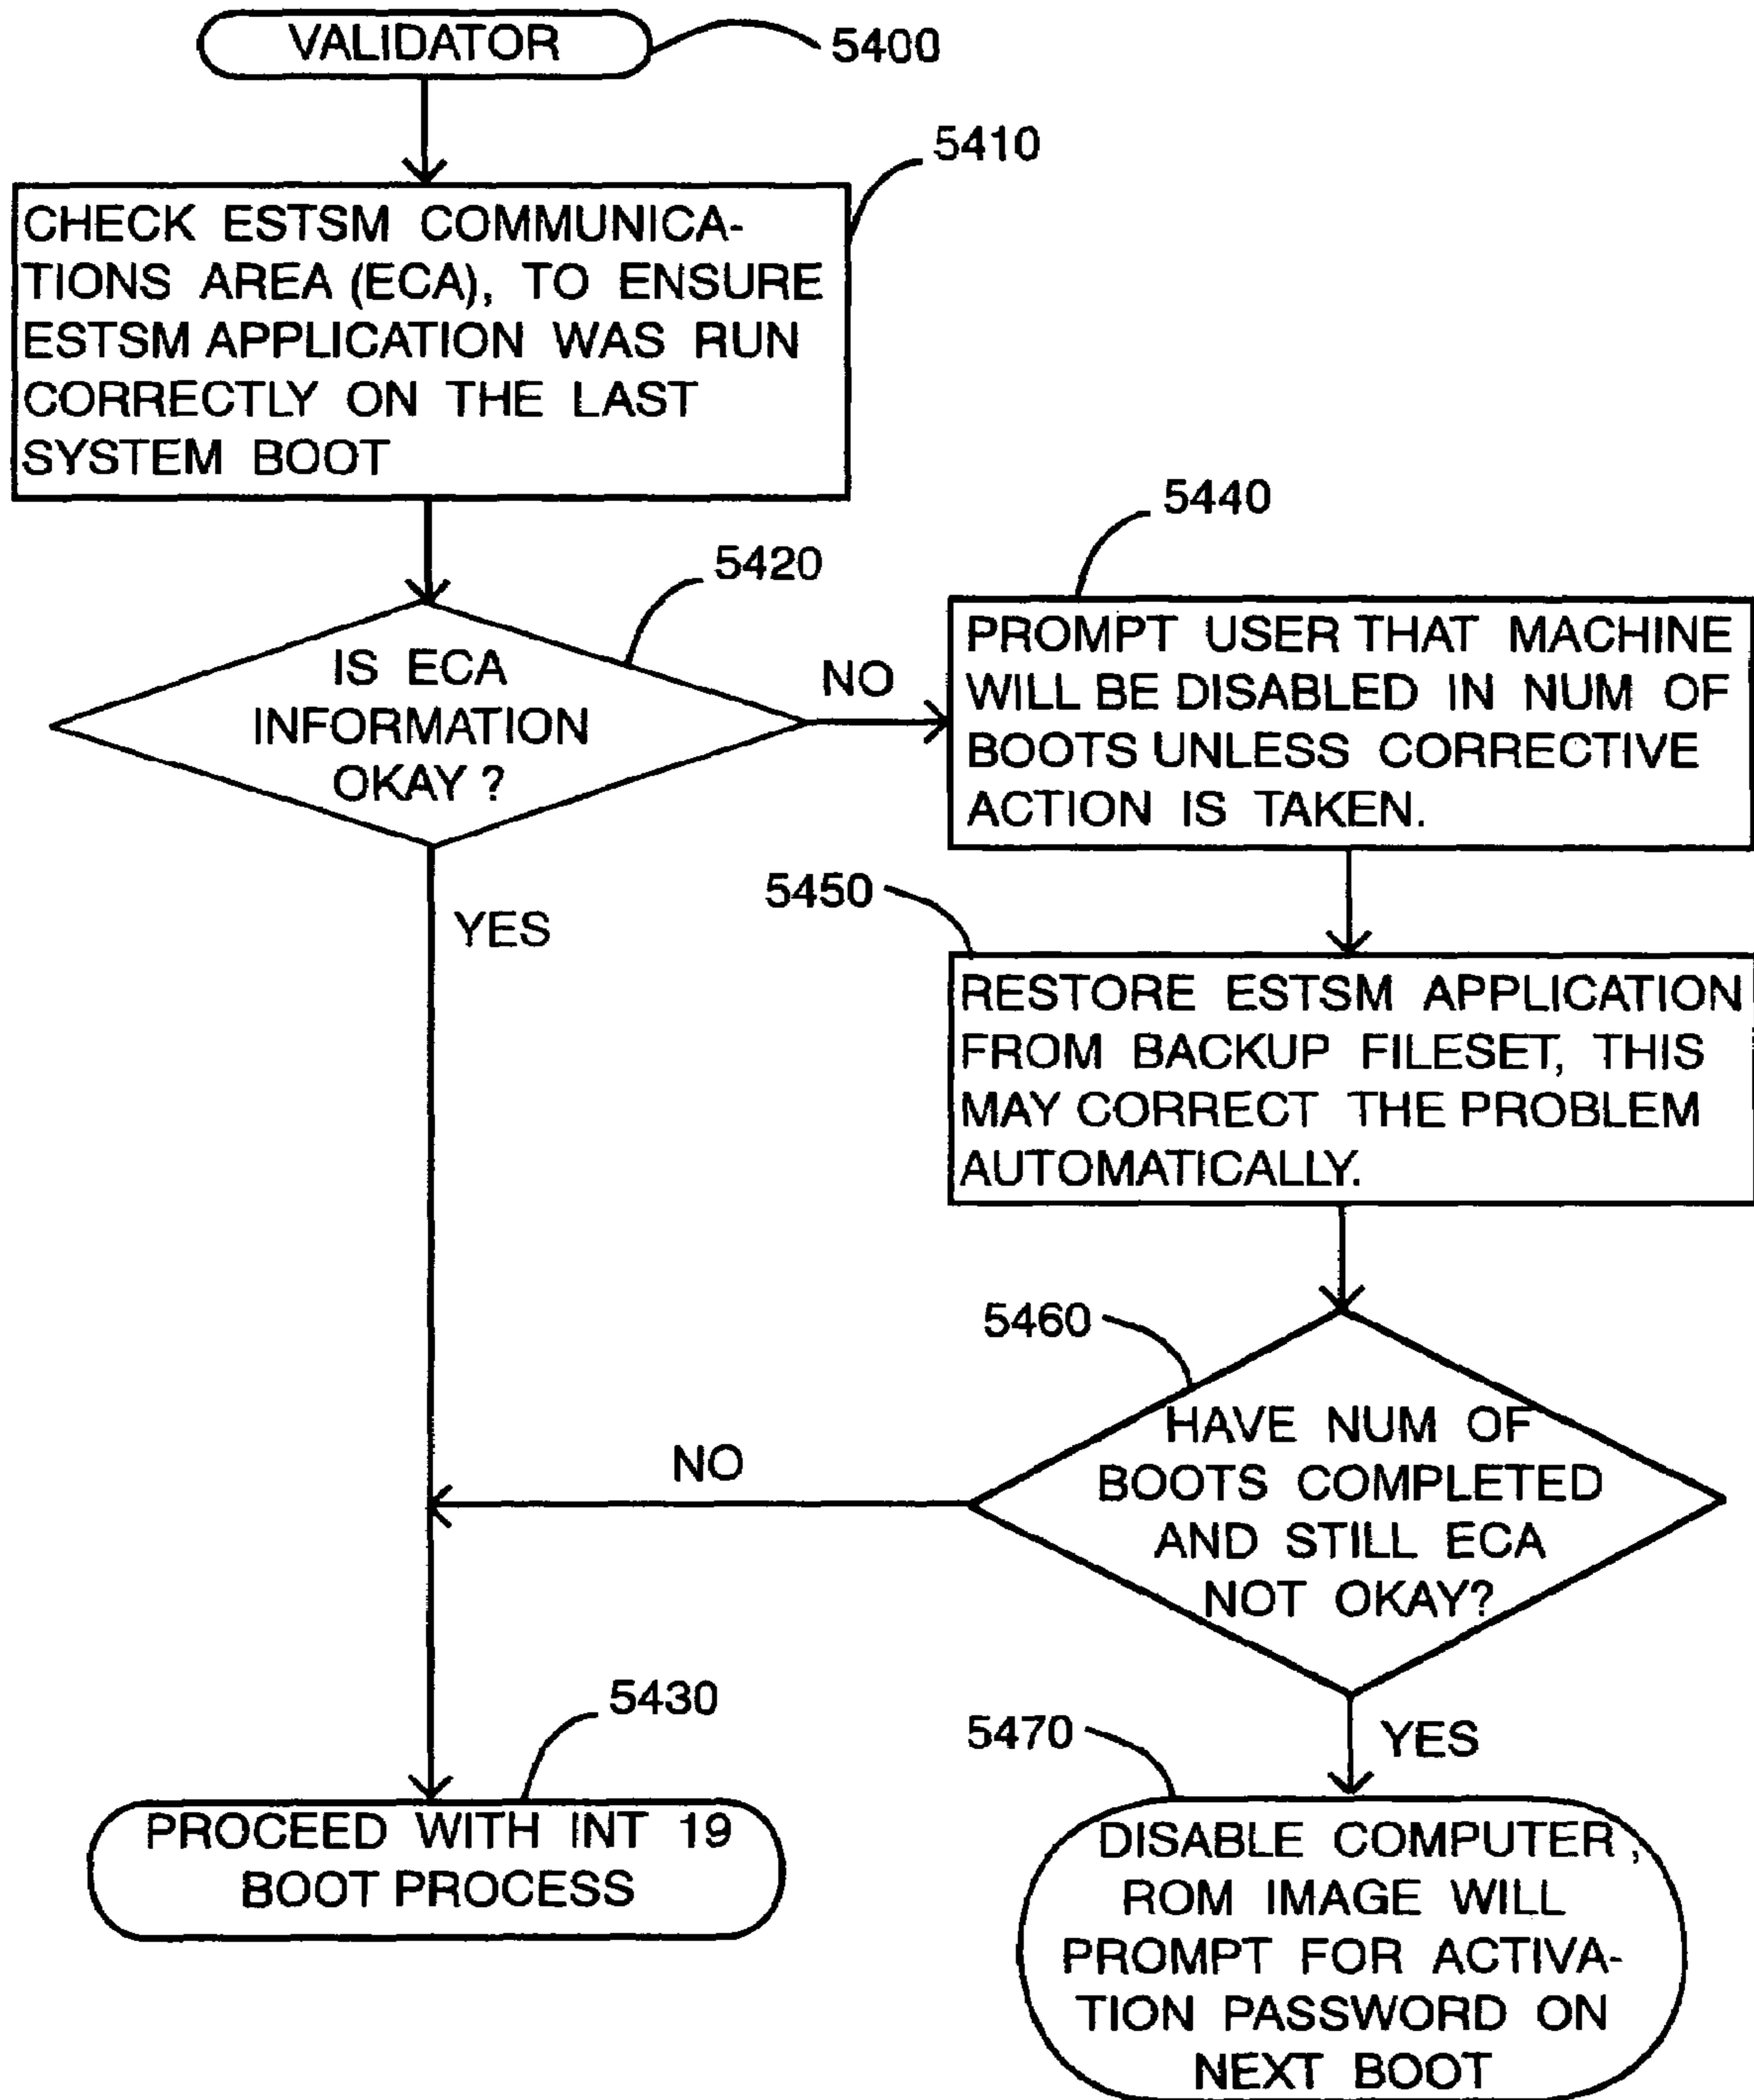 VALIDATOR
5400
5410
CHECK ESTSM COMMUNICA-
TIONS AREA (ECA), TO ENSURE
ESTSM APPLICATION WAS RUN
CORRECTLY ON THE LAST
SYSTEM BOOT
5420
IS ECA
INFORMATION
OKAY ?
NO
YES
5440
PROMPT USER THAT MACHINE
WILL BE DISABLED IN NUM OF
BOOTS UNLESS CORRECTIVE
ACTION IS TAKEN.
5450
RESTORE ESTSM APPLICATION
FROM BACKUP FILESET, THIS
MAY CORRECT THE PROBLEM
AUTOMATICALLY.
5460
HAVE NUM OF
BOOTS COMPLETED
AND STILL ECA
NOT OKAY?
NO
YES
5430
PROCEED WITH INT 19
BOOT PROCESS
5470
DISABLE COMPUTER,
ROM IMAGE WILL
PROMPT FOR ACTIVA-
TION PASSWORD ON
NEXT BOOT